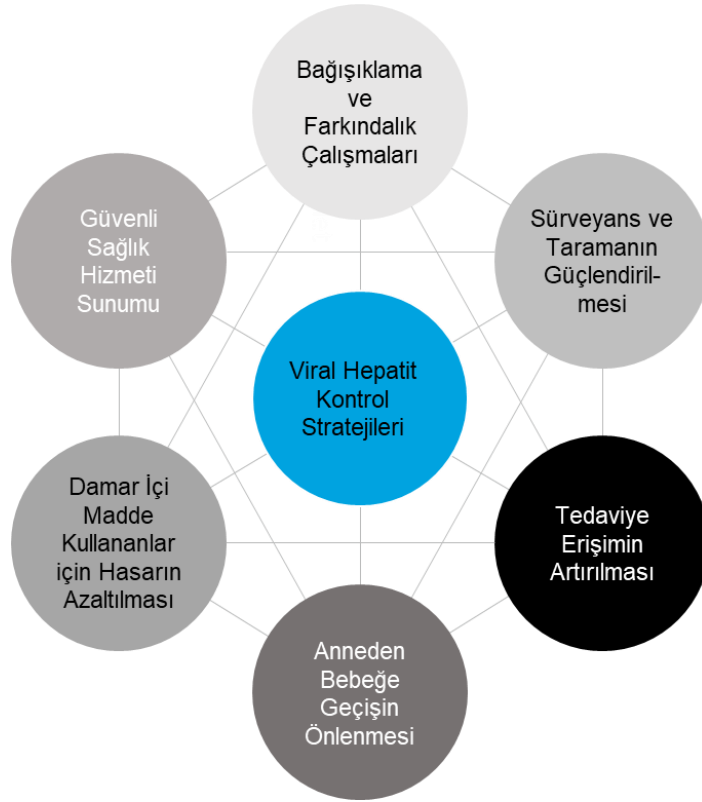 Bağışıklama
ve
Farkındalık
Çalışmaları
Güvenli
Sağlık
Hizmeti
Sunumu
Sürveyans ve
Taramanın
Güçlendiril-
mesi
Viral Hepatit
Kontrol
Stratejileri
Damar İçi
Madde
Kullananlar
için Hasarın
Azaltılması
Tedaviye
Erişimin
Artırılması
Anneden
Bebeğe
Geçişin
Önlenmesi